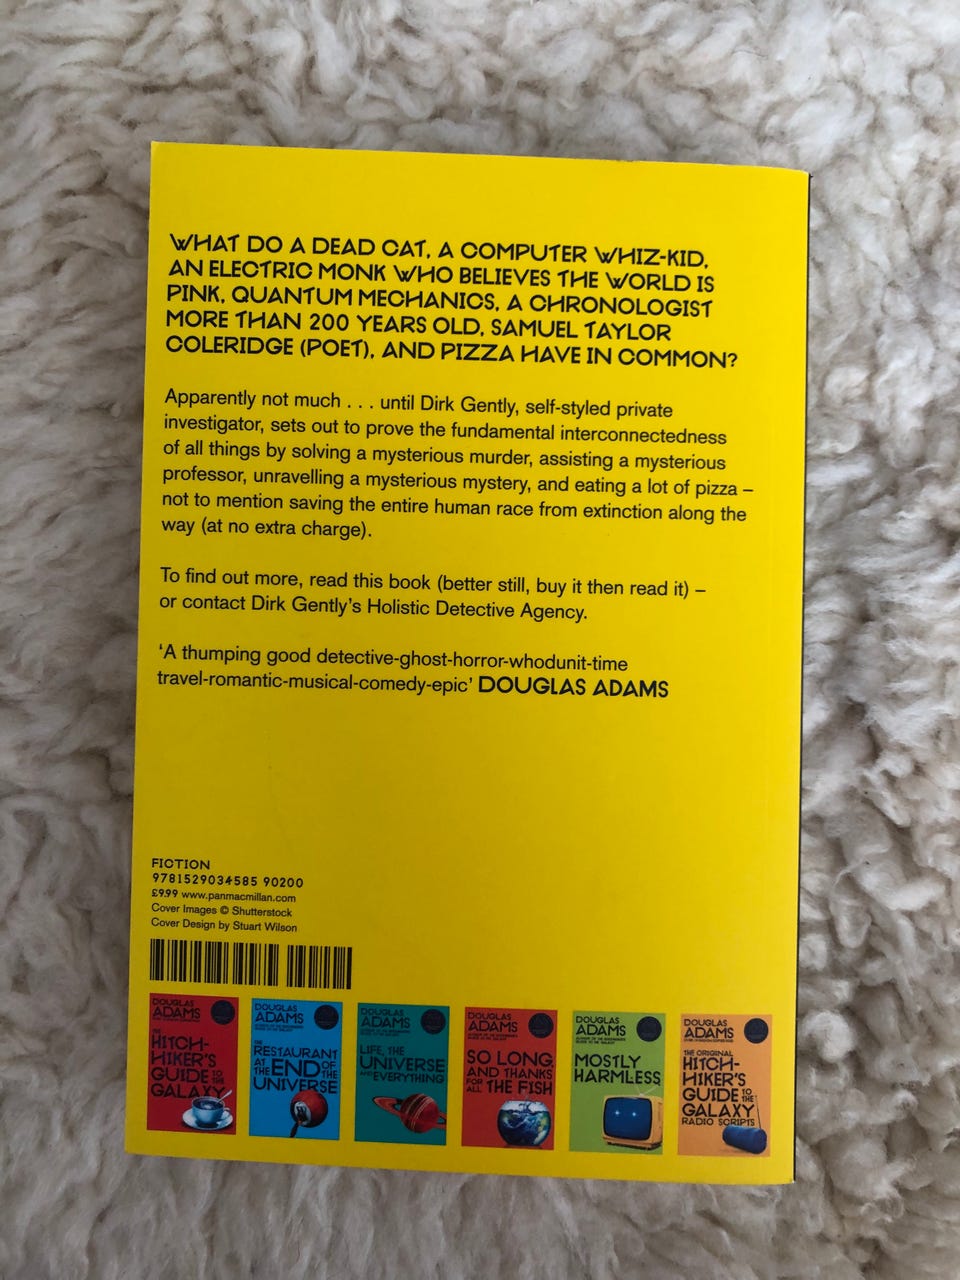 WHAT DO A DEAD CAT, A COMPUTER WHIZ-KID,
AN ELECTRIC MONK WHO BELIEVES THE WORLD IS
PINK, QUANTUM MECHANICS, A CHRONOLOGIST
MORE THAN 200 YEARS OLD, SAMUEL TAYLOR
COLERIDGE (POET), AND PIZZA HAVE IN COMMON?
Apparently not much . . . until Dirk Gently, self-styled private
investigator, sets out to prove the fundamental interconnectedness
of all things by solving a mysterious murder, assisting a mysterious
professor, unravelling a mysterious mystery, and eating a lot of pizza –
not to mention saving the entire human race from extinction along the
way (at no extra charge).
To find out more, read this book (better still, buy it then read it) –
or contact Dirk Gently's Holistic Detective Agency.
‘A thumping good detective-ghost-horror-whodunit-time
travel-romantic-musical-comedy-epic’ DOUGLAS ADAMS
FICTION
9781529034585 90200
£9.99 www.panmacmillan.com
Cover Images © Shutterstock
Cover Design by Stuart Wilson
DOUGLAS
ADAMS
THE
HITCH-
HIKER'S
GUIDE TO
THE
GALAXY
DOUGLAS
ADAMS
THE
RESTAURANT
AT THE END OF THE
UNIVERSE
DOUGLAS
ADAMS
LIFE, THE
UNIVERSE
AND EVERYTHING
DOUGLAS
ADAMS
SO LONG,
AND THANKS
FOR ALL THE FISH
DOUGLAS
ADAMS
MOSTLY
HARMLESS
DOUGLAS
ADAMS
THE ORIGINAL
HITCH-
HIKER'S
GUIDE TO
THE
GALAXY
RADIO SCRIPTS